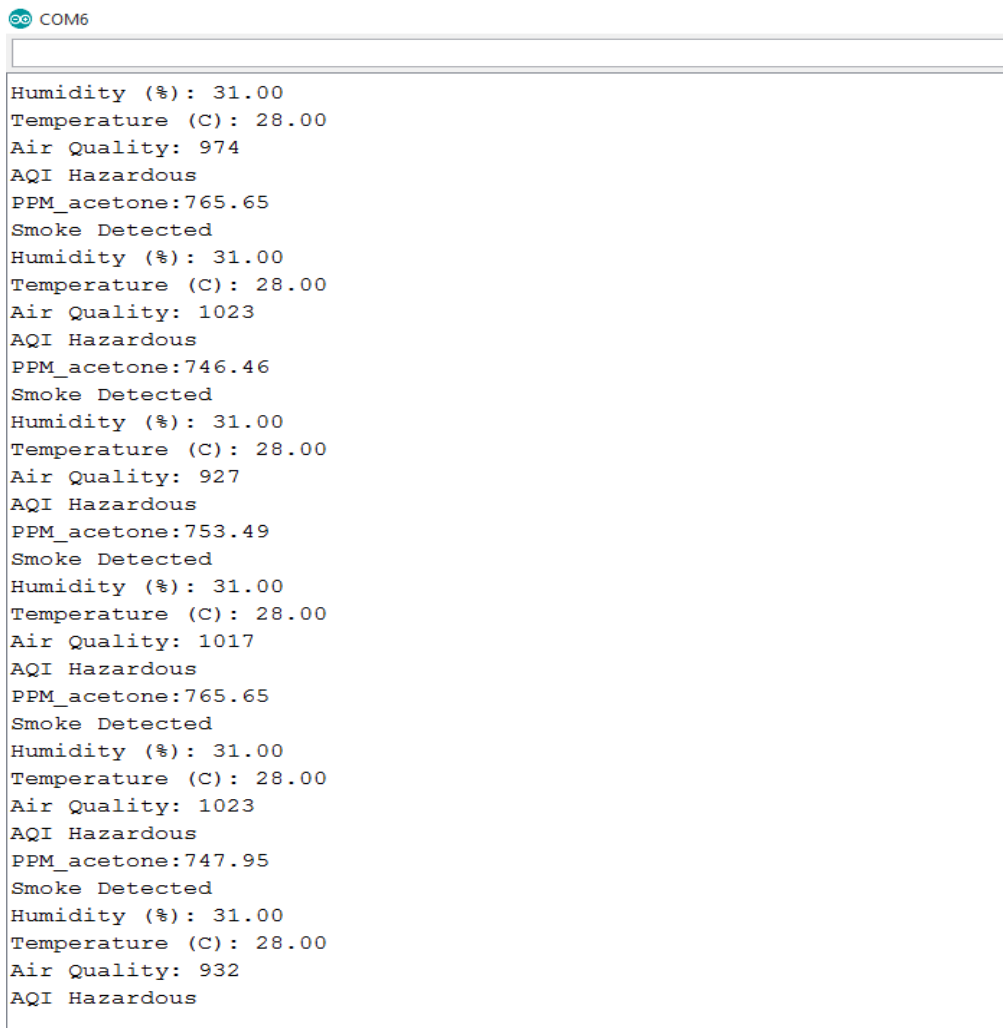 COM6
Humidity (%): 31.00
Temperature (C): 28.00
Air Quality: 974
AQI Hazardous
PPM_acetone:765.65
Smoke Detected
Humidity (%): 31.00
Temperature (C): 28.00
Air Quality: 1023
AQI Hazardous
PPM_acetone:746.46
Smoke Detected
Humidity (%): 31.00
Temperature (C): 28.00
Air Quality: 927
AQI Hazardous
PPM_acetone:753.49
Smoke Detected
Humidity (%): 31.00
Temperature (C): 28.00
Air Quality: 1017
AQI Hazardous
PPM_acetone:765.65
Smoke Detected
Humidity (%): 31.00
Temperature (C): 28.00
Air Quality: 1023
AQI Hazardous
PPM_acetone:747.95
Smoke Detected
Humidity (%): 31.00
Temperature (C): 28.00
Air Quality: 932
AQI Hazardous